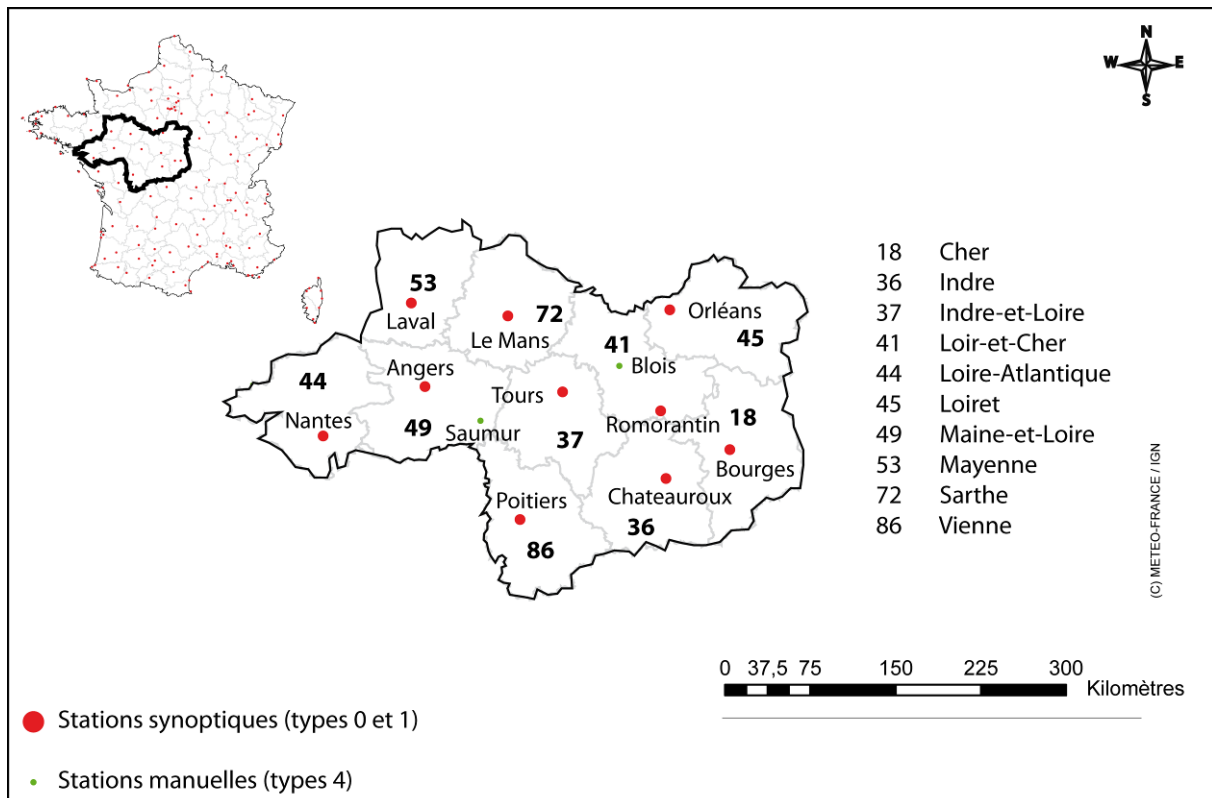 N
W E
S
18 Cher
36 Indre
37 Indre-et-Loire
41 Loir-et-Cher
44 Loire-Atlantique
45 Loiret
49 Maine-et-Loire
53 Mayenne
72 Sarthe
86 Vienne
53
Laval
72
Le Mans
Orléans
45
41
Blois
Angers
44
Tours
Nantes
49
Saumur
37
Romorantin
18
Bourges
Chateauroux
36
Poitiers
86
(C) METEO-FRANCE / IGN
0 37,5 75 150 225 300
Kilomètres
Stations synoptiques (types 0 et 1)
Stations manuelles (types 4)